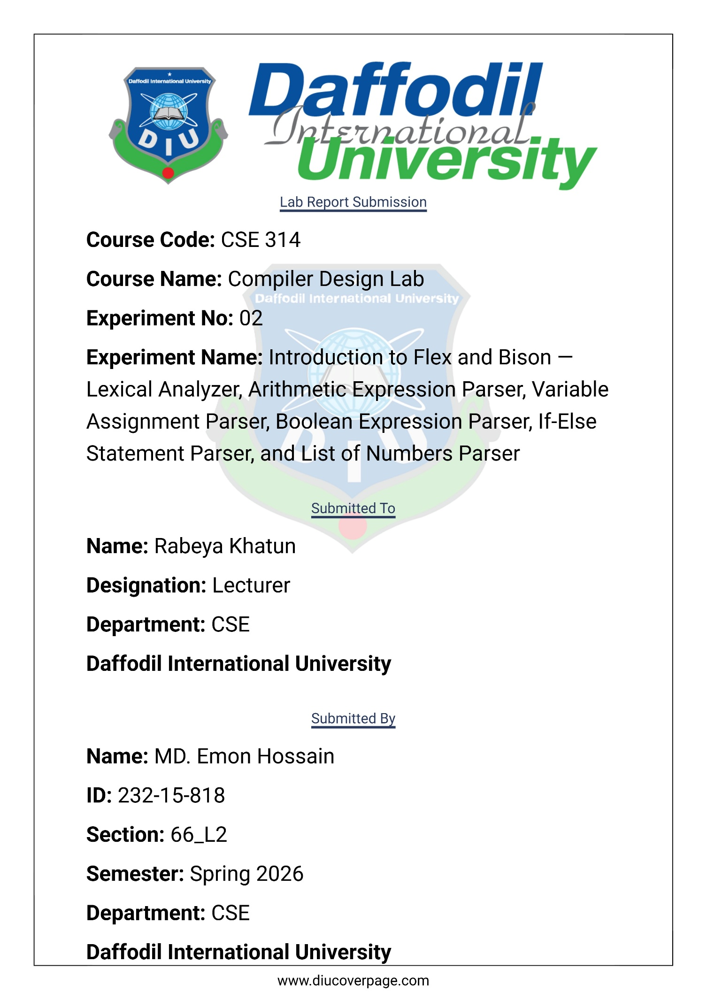 Daffodil International University
D I U
Daffodil
International
University
Lab Report Submission
Course Code: CSE 314
Course Name: Compiler Design Lab
Daffodil International University
Experiment No: 02
Experiment Name: Introduction to Flex and Bison —
Lexical Analyzer, Arithmetic Expression Parser, Variable
Assignment Parser, Boolean Expression Parser, If-Else
D I U
Statement Parser, and List of Numbers Parser
Submitted To
Name: Rabeya Khatun
Designation: Lecturer
Department: CSE
Daffodil International University
Submitted By
Name: MD. Emon Hossain
ID: 232-15-818
Section: 66_L2
Semester: Spring 2026
Department: CSE
Daffodil International University
www.diucoverpage.com